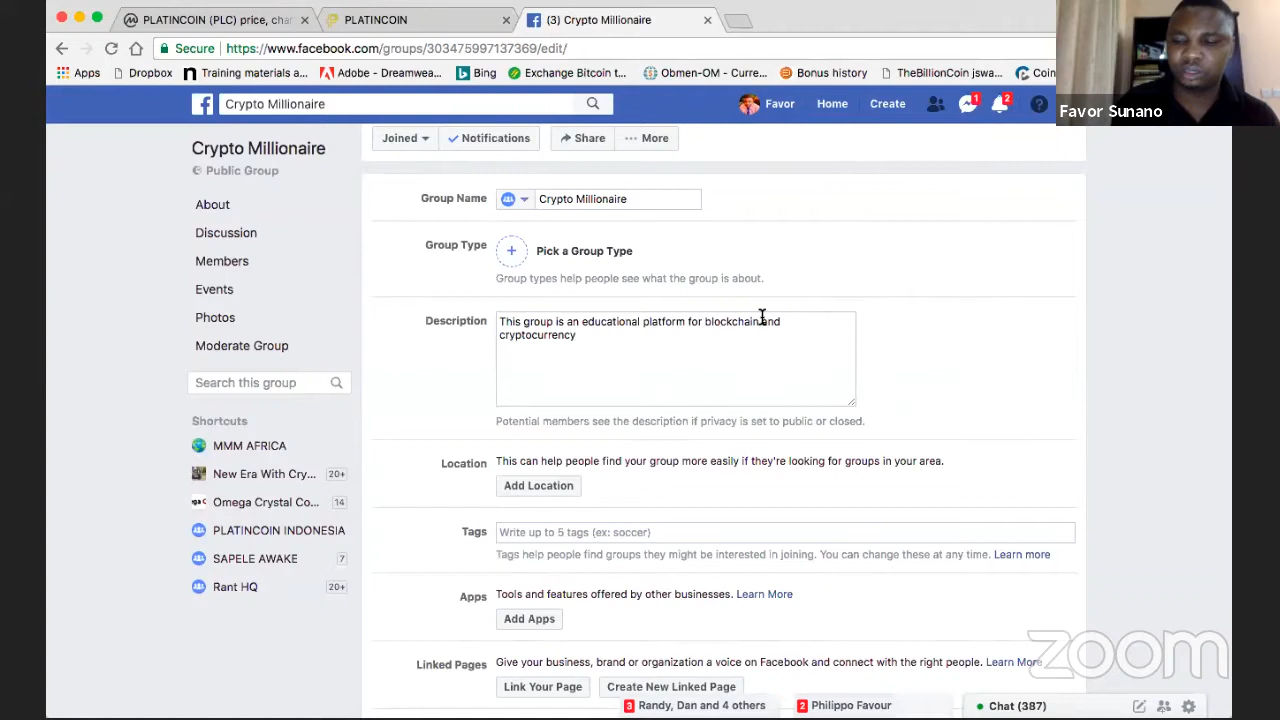 PLATINCOIN (PLC) price, char
PLATINCOIN
(3) Crypto Millionaire
Secure https://www.facebook.com/groups/303475997137369/edit/
Apps Dropbox Training materials a... Adobe - Dreamwea... Bing Exchange Bitcoin t... Obmen-OM - Curre... Bonus history TheBillionCoin jswa... Coin
Favor Sunano
Crypto Millionaire
Favor Home Create 1 2
Crypto Millionaire
Public Group
About
Discussion
Members
Events
Photos
Moderate Group
Search this group
Shortcuts
MMM AFRICA
New Era With Cry... 20+
Omega Crystal Co... 14
PLATINCOIN INDONESIA
SAPELE AWAKE 7
Rant HQ 20+
Joined Notifications Share ... More
Group Name Crypto Millionaire
Group Type + Pick a Group Type
Group types help people see what the group is about.
Description This group is an educational platform for blockchain and
cryptocurrency
Potential members see the description if privacy is set to public or closed.
Location This can help people find your group more easily if they're looking for groups in your area.
Add Location
Tags Write up to 5 tags (ex: soccer)
Tags help people find groups they might be interested in joining. You can change these at any time. Learn more
Apps Tools and features offered by other businesses. Learn More
Add Apps
Linked Pages Give your business, brand or organization a voice on Facebook and connect with the right people. Learn More
Link Your Page Create New Linked Page
3 Randy, Dan and 4 others 2 Philippo Favour Chat (387)
zoom